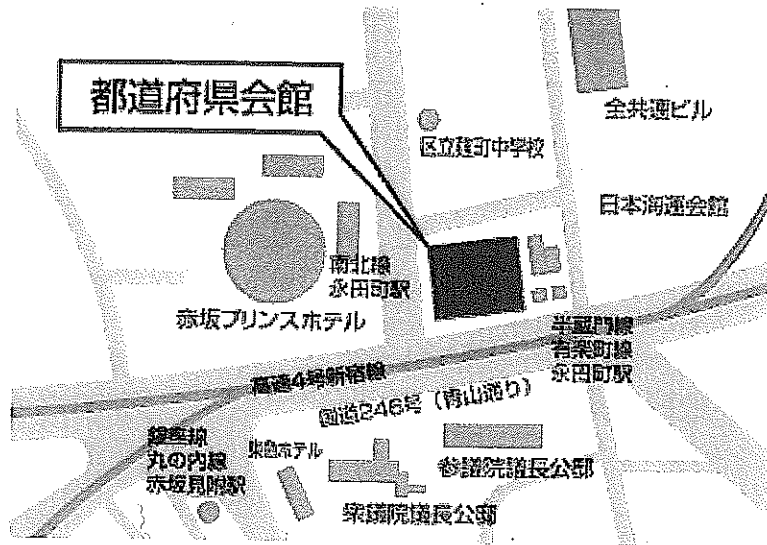 都道府県会館
全共連ビル
区立麹町中学校
日本海運会館
南北線
永田町駅
赤坂プリンスホテル
半蔵門線
有楽町線
永田町駅
高速4号新宿線
国道246号（青山通り）
銀座線
丸の内線
赤坂見附駅
東急ホテル
参議院議長公邸
衆議院議長公邸